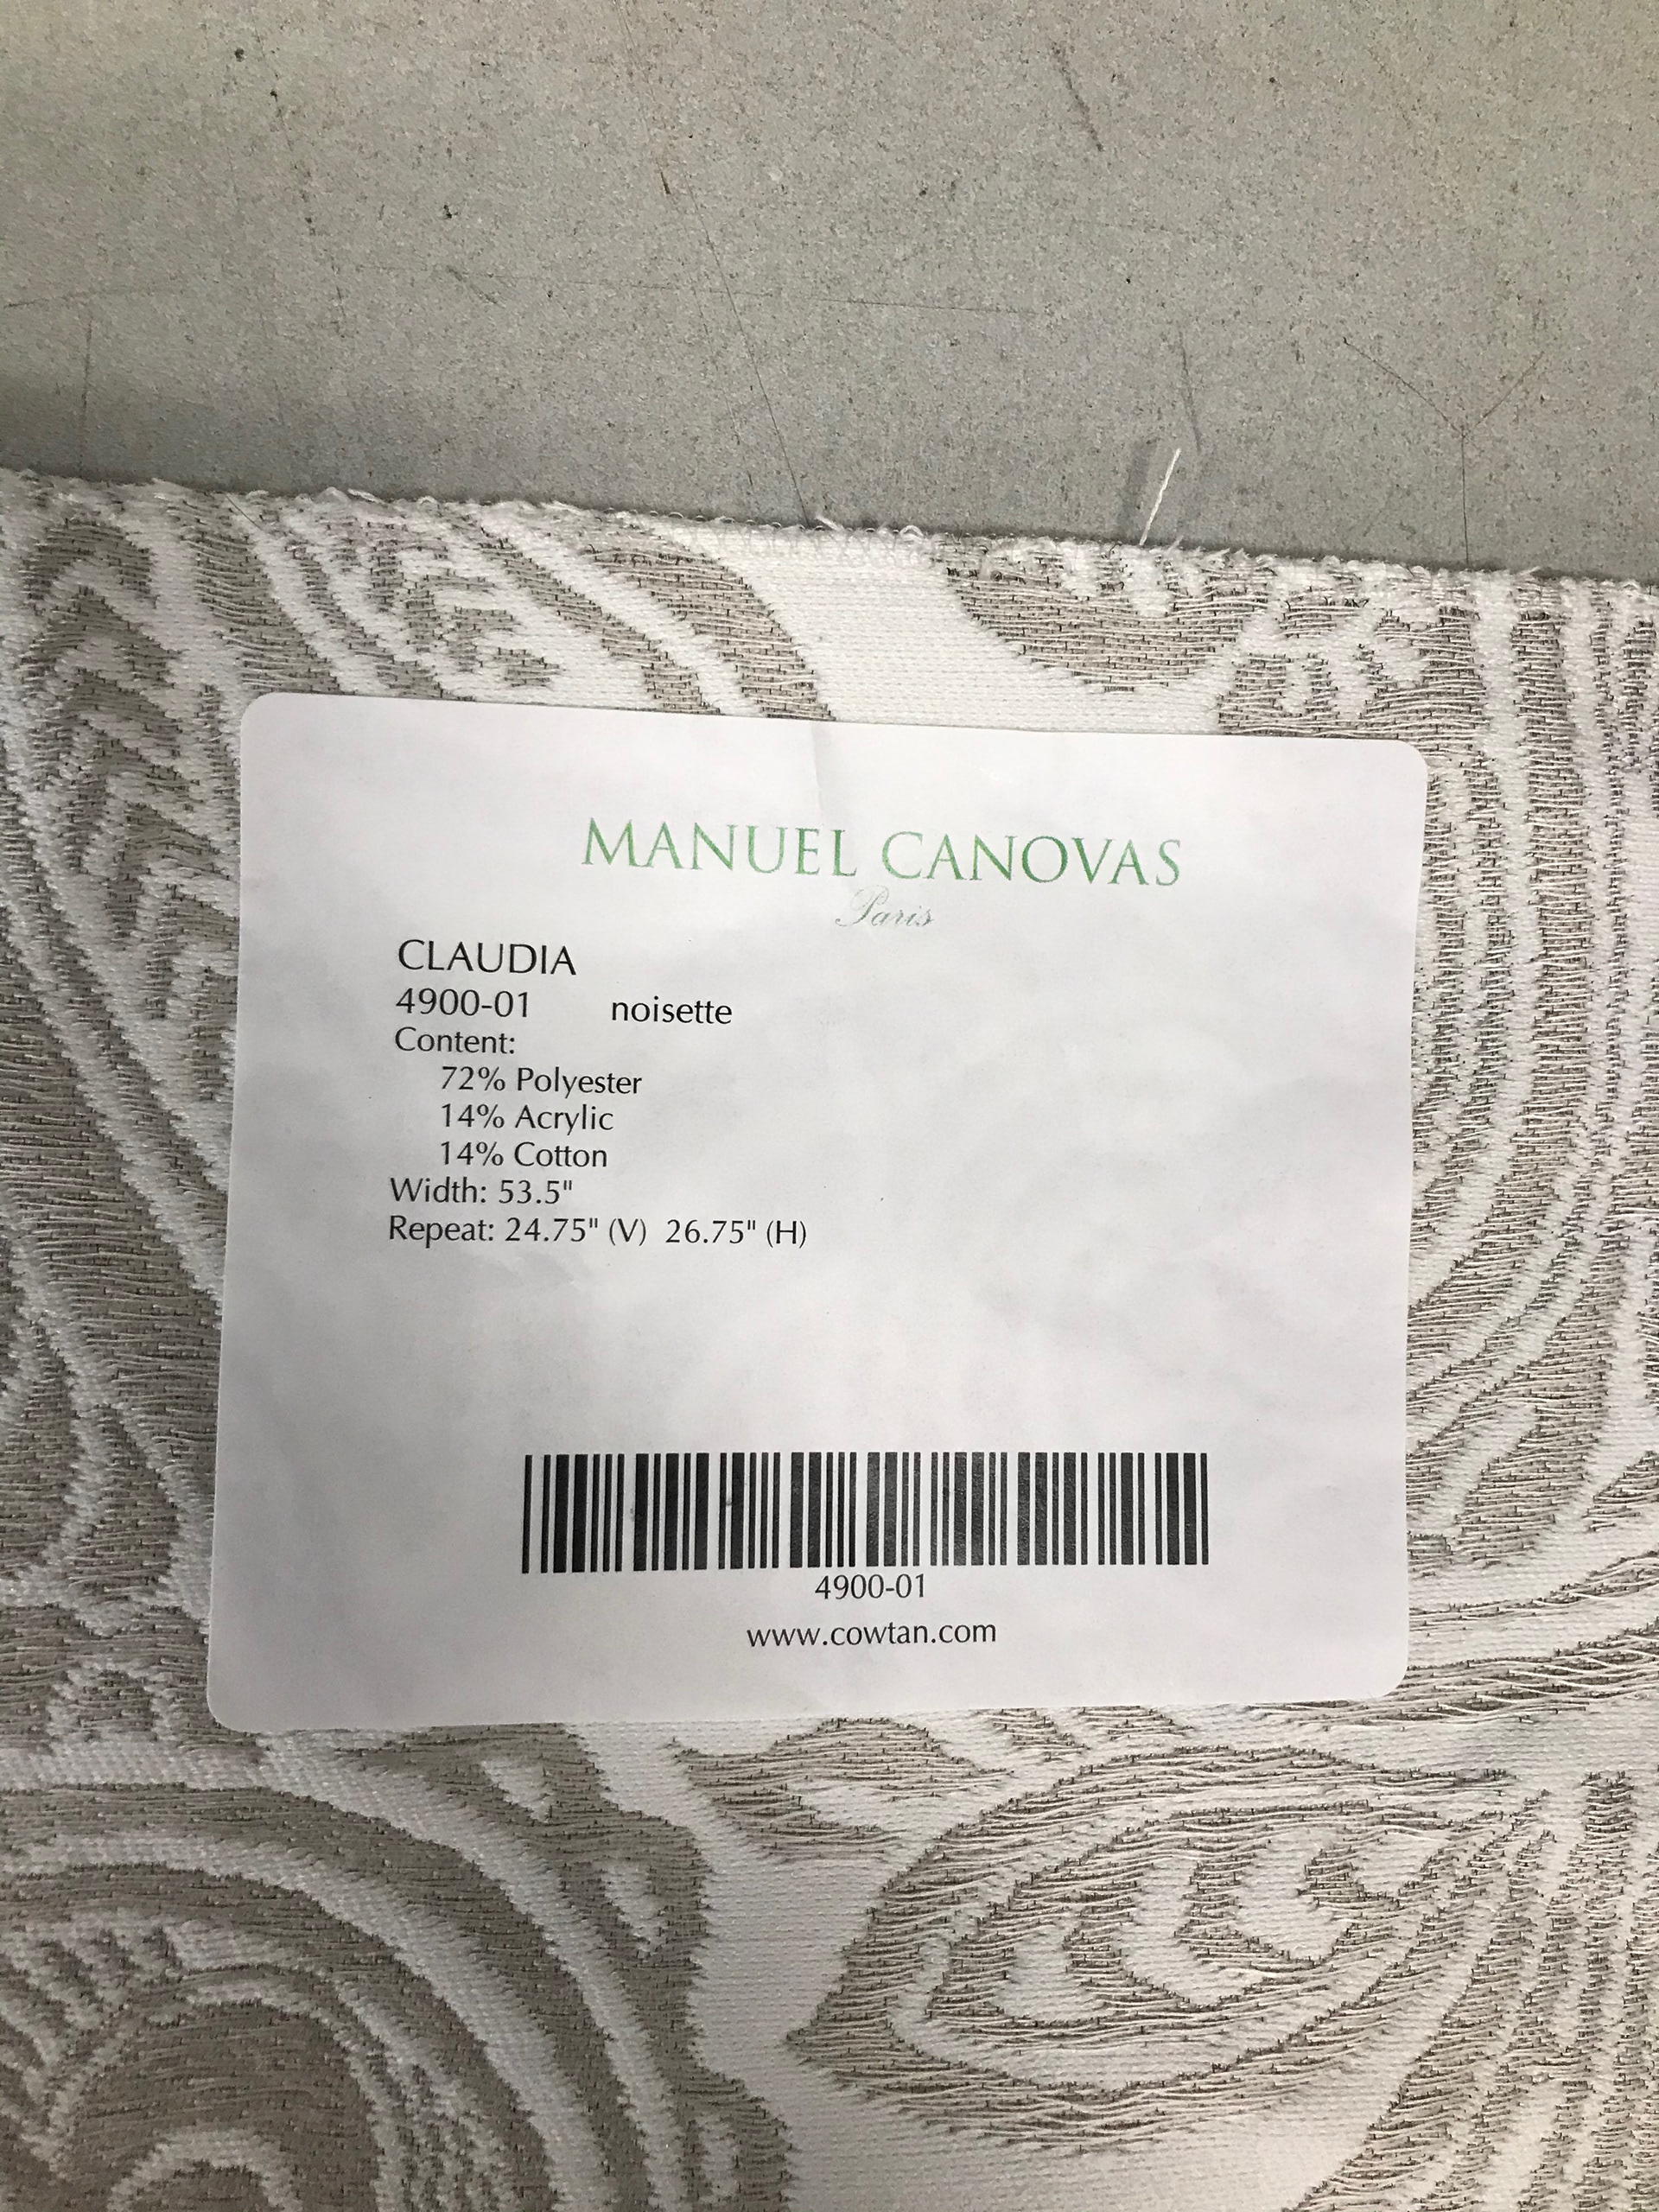 MANUEL CANOVAS
Paris
CLAUDIA
4900-01 noisette
Content:
72% Polyester
14% Acrylic
14% Cotton
Width: 53.5"
Repeat: 24.75" (V) 26.75" (H)
4900-01
www.cowtan.com